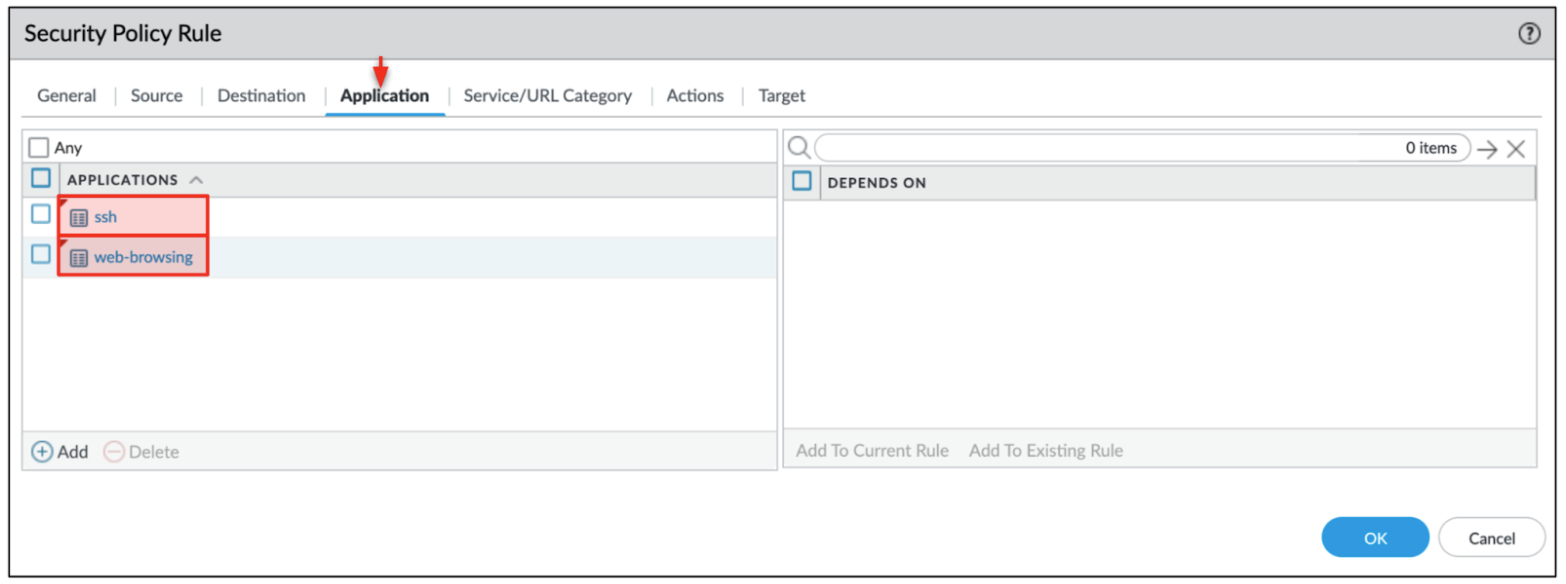 Security Policy Rule
General Source Destination Application Service/URL Category Actions Target
Any
0 items
APPLICATIONS
DEPENDS ON
ssh
web-browsing
Add Delete
Add To Current Rule Add To Existing Rule
OK Cancel